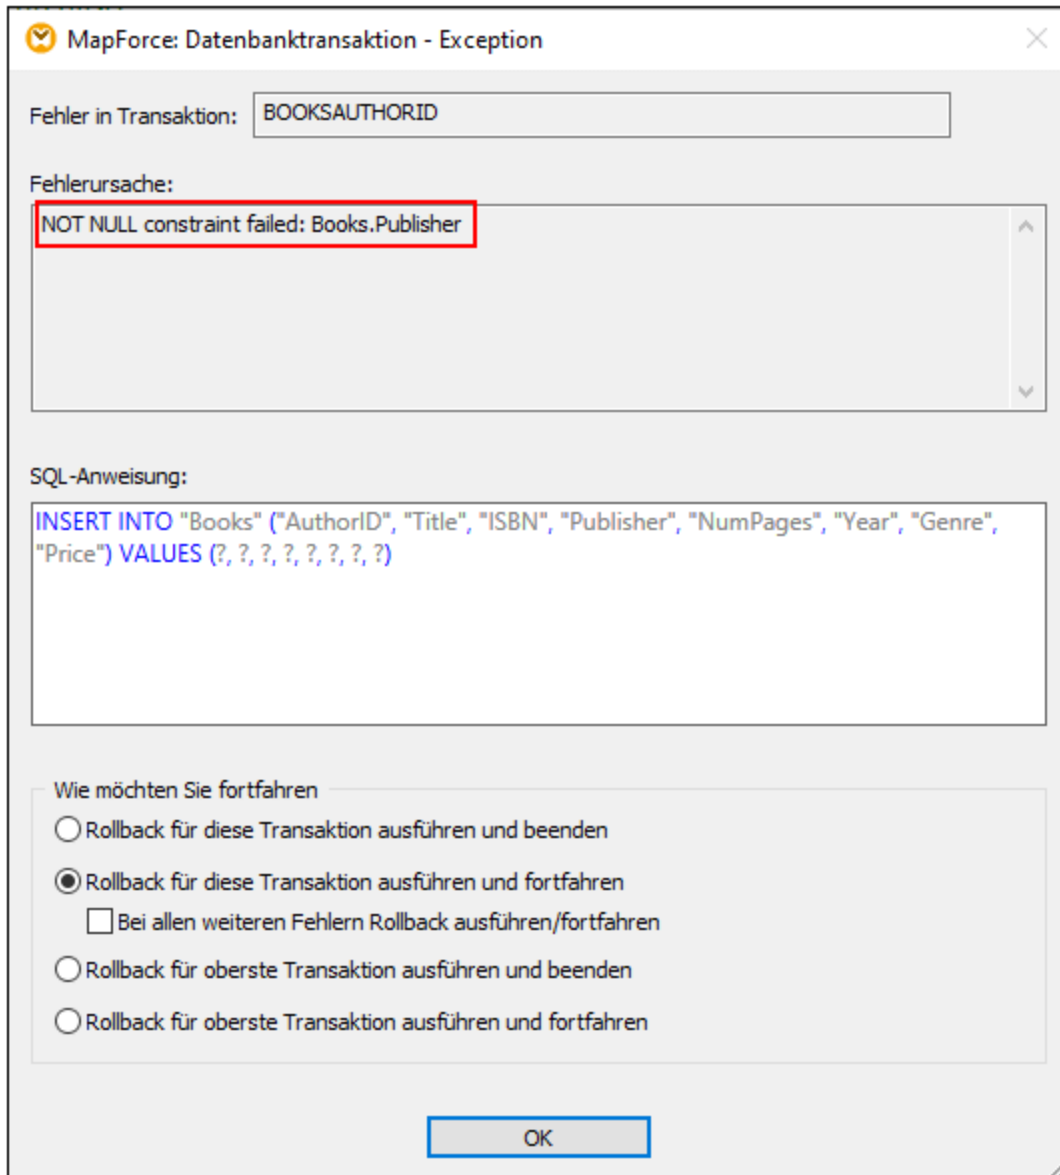 MapForce: Datenbanktransaktion - Exception
Fehler in Transaktion: BOOKSAUTHORID
Fehlerursache:
NOT NULL constraint failed: Books.Publisher
SQL-Anweisung:
INSERT INTO "Books" ("AuthorID", "Title", "ISBN", "Publisher", "NumPages", "Year", "Genre",
"Price") VALUES (?, ?, ?, ?, ?, ?, ?, ?)
Wie möchten Sie fortfahren
Rollback für diese Transaktion ausführen und beenden
Rollback für diese Transaktion ausführen und fortfahren
Bei allen weiteren Fehlern Rollback ausführen/fortfahren
Rollback für oberste Transaktion ausführen und beenden
Rollback für oberste Transaktion ausführen und fortfahren
OK